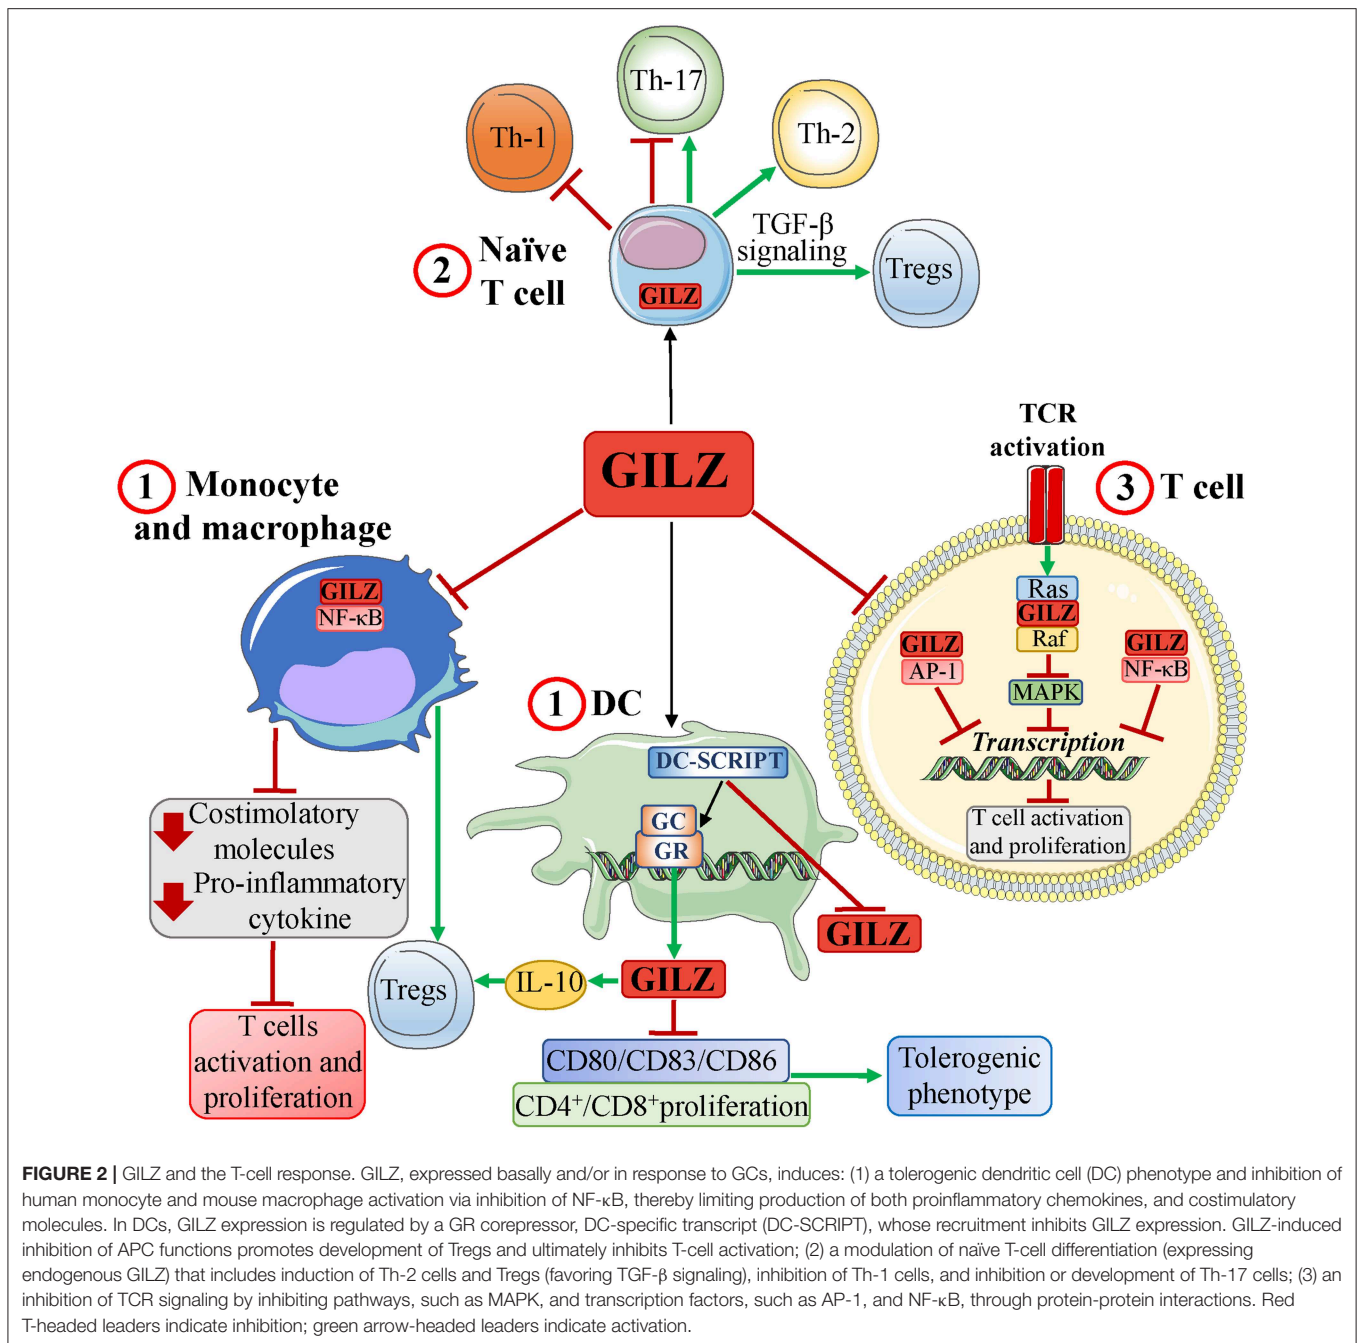 Th-17
Th-1
Th-2
TGF-β
signaling
Tregs
2 Naïve
T cell
GILZ
GILZ
TCR
activation
3 T cell
1 Monocyte
and macrophage
GILZ
NF-κB
Ras
GILZ
Raf
GILZ
AP-1
GILZ
NF-κB
MAPK
Transcription
T cell activation
and proliferation
1 DC
DC-SCRIPT
GC
GR
GILZ
GILZ
IL-10
Tregs
Costimolatory
molecules
Pro-inflammatory
cytokine
T cells
activation and
proliferation
CD80/CD83/CD86
CD4⁺/CD8⁺proliferation
Tolerogenic
phenotype
FIGURE 2 | GILZ and the T-cell response. GILZ, expressed basally and/or in response to GCs, induces: (1) a tolerogenic dendritic cell (DC) phenotype and inhibition of
human monocyte and mouse macrophage activation via inhibition of NF-κB, thereby limiting production of both proinflammatory chemokines, and costimulatory
molecules. In DCs, GILZ expression is regulated by a GR corepressor, DC-specific transcript (DC-SCRIPT), whose recruitment inhibits GILZ expression. GILZ-induced
inhibition of APC functions promotes development of Tregs and ultimately inhibits T-cell activation; (2) a modulation of naïve T-cell differentiation (expressing
endogenous GILZ) that includes induction of Th-2 cells and Tregs (favoring TGF-β signaling), inhibition of Th-1 cells, and inhibition or development of Th-17 cells; (3) an
inhibition of TCR signaling by inhibiting pathways, such as MAPK, and transcription factors, such as AP-1, and NF-κB, through protein-protein interactions. Red
T-headed leaders indicate inhibition; green arrow-headed leaders indicate activation.